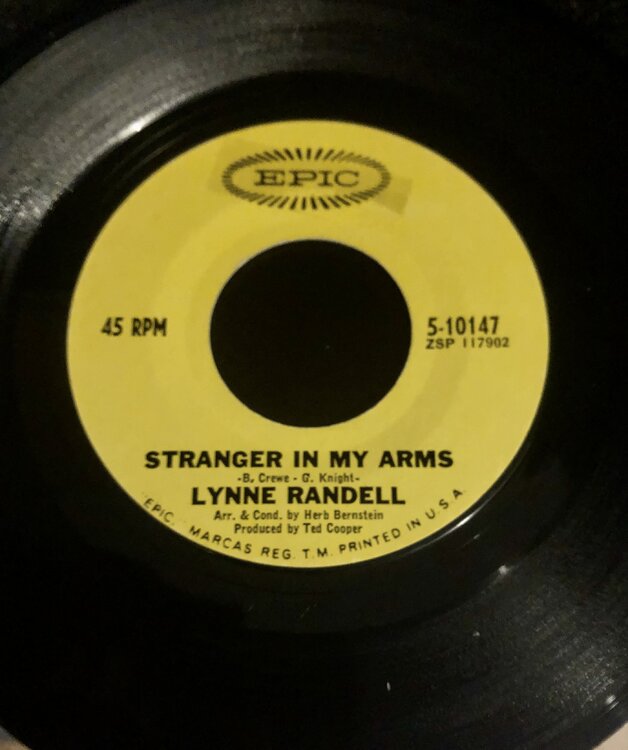 EPIC
45 RPM
5-10147
ZSP 117902
STRANGER IN MY ARMS
-B. Crewe - G. Knight-
LYNNE RANDELL
Arr. & Cond. by Herb Bernstein
Produced by Ted Cooper
EPIC. MARCAS REG. T.M. PRINTED IN U.S.A.